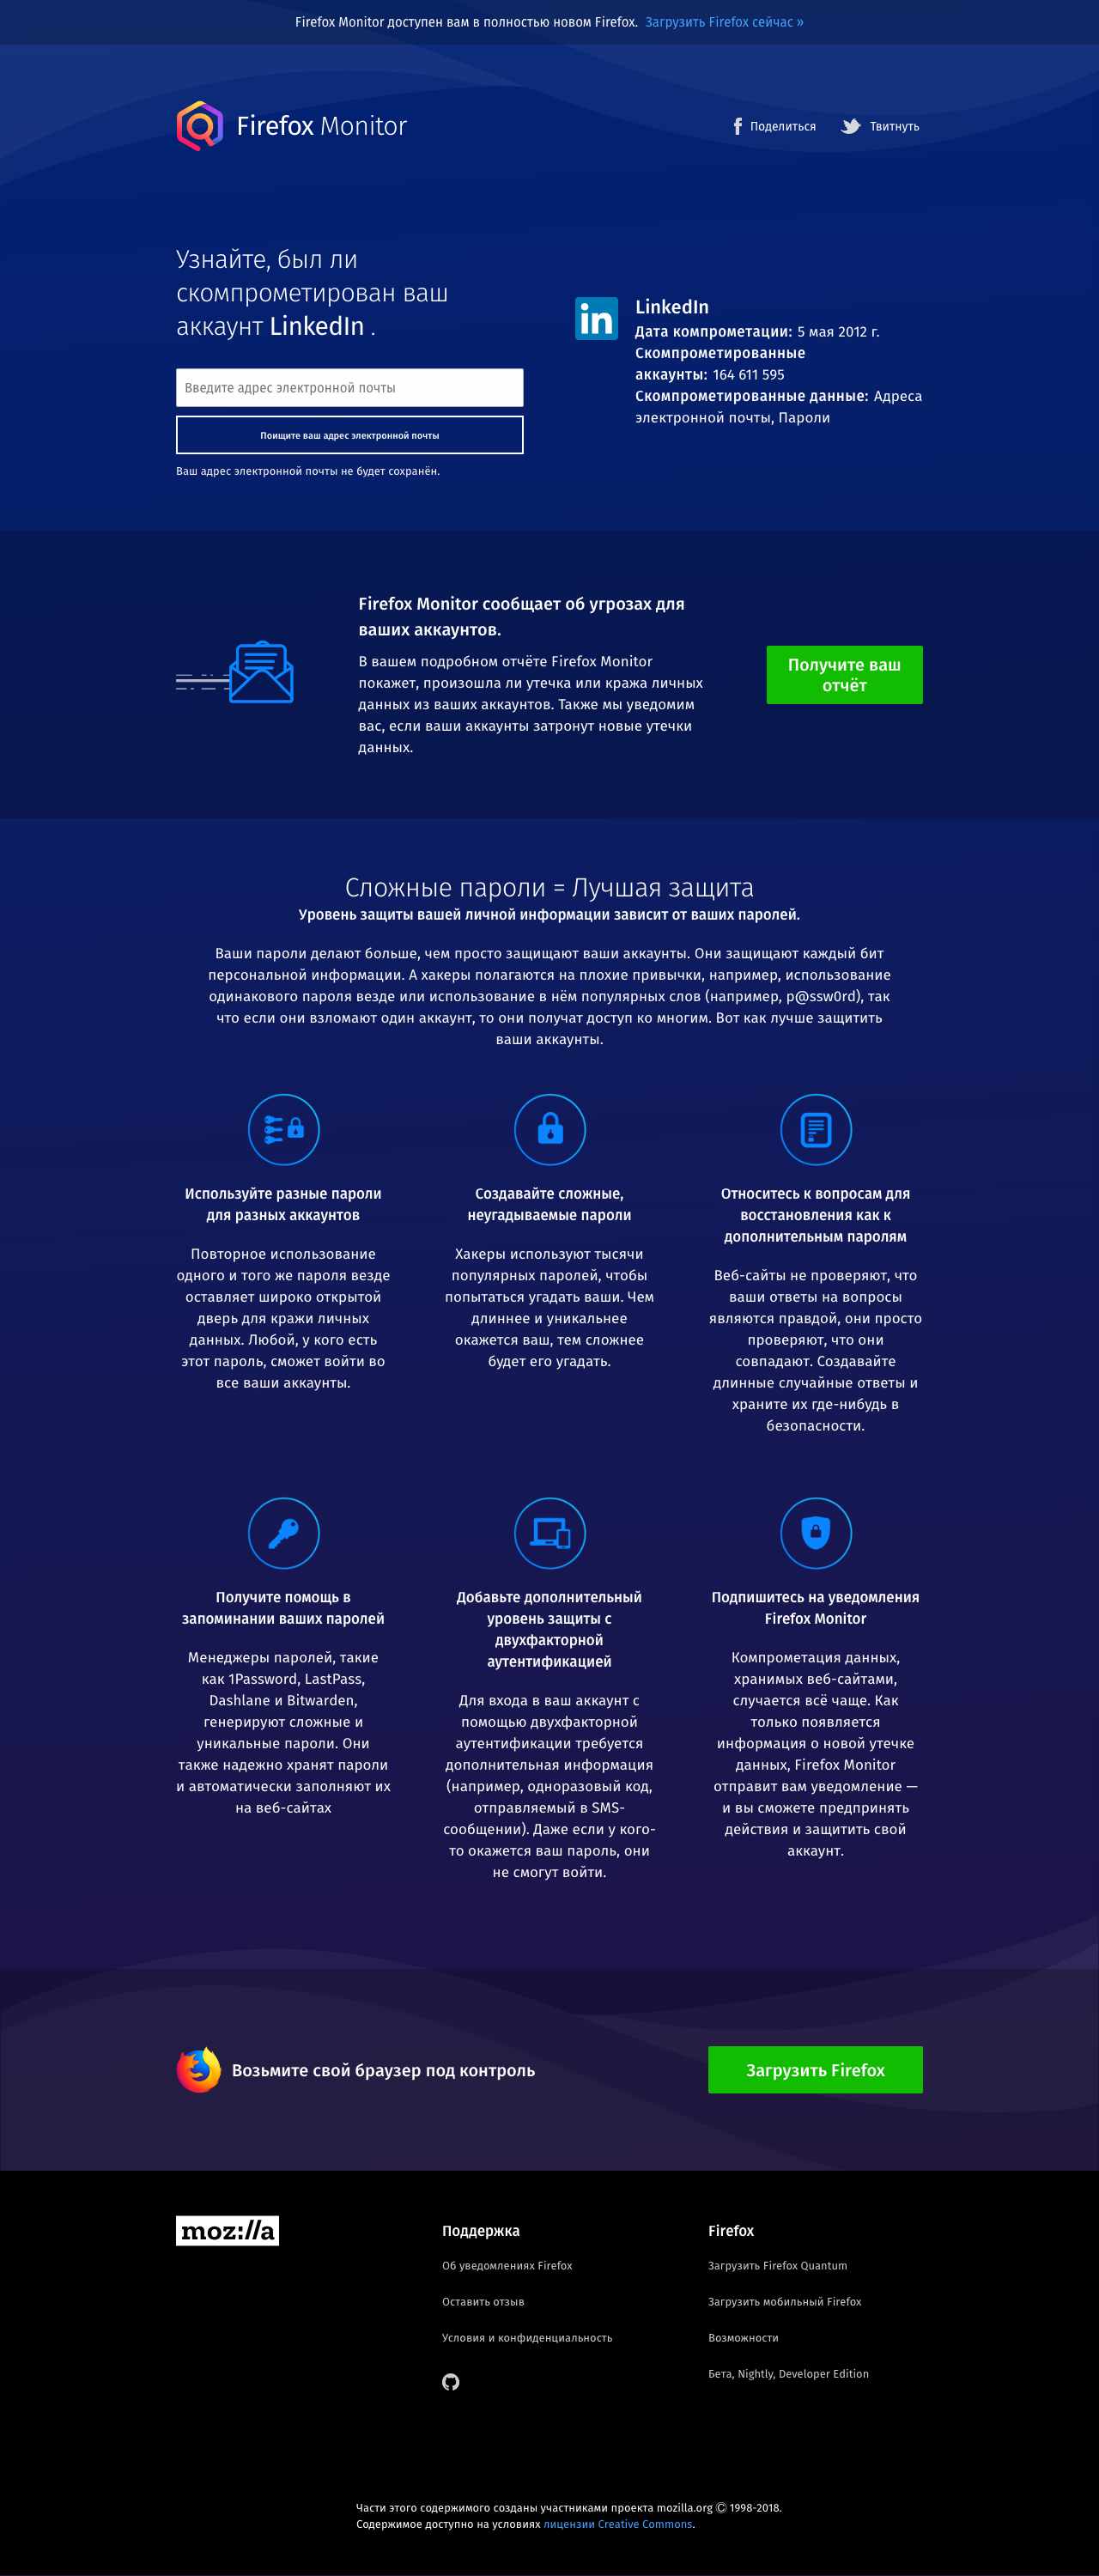 Firefox Monitor доступен вам в полностью новом Firefox. Загрузить Firefox сейчас »
Firefox Monitor
Поделиться
Твитнуть
Узнайте, был ли
скомпрометирован ваш
аккаунт LinkedIn .
Введите адрес электронной почты
Поищите ваш адрес электронной почты
Ваш адрес электронной почты не будет сохранён.
in
LinkedIn
Дата компрометации: 5 мая 2012 г.
Скомпрометированные
аккаунты: 164 611 595
Скомпрометированные данные: Адреса
электронной почты, Пароли
Firefox Monitor сообщает об угрозах для
ваших аккаунтов.
В вашем подробном отчёте Firefox Monitor
покажет, произошла ли утечка или кража личных
данных из ваших аккаунтов. Также мы уведомим
вас, если ваши аккаунты затронут новые утечки
данных.
Получите ваш
отчёт
Сложные пароли = Лучшая защита
Уровень защиты вашей личной информации зависит от ваших паролей.
Ваши пароли делают больше, чем просто защищают ваши аккаунты. Они защищают каждый бит
персональной информации. А хакеры полагаются на плохие привычки, например, использование
одинакового пароля везде или использование в нём популярных слов (например, p@ssw0rd), так
что если они взломают один аккаунт, то они получат доступ ко многим. Вот как лучше защитить
ваши аккаунты.
Используйте разные пароли
для разных аккаунтов
Повторное использование
одного и того же пароля везде
оставляет широко открытой
дверь для кражи личных
данных. Любой, у кого есть
этот пароль, сможет войти во
все ваши аккаунты.
Создавайте сложные,
неугадываемые пароли
Хакеры используют тысячи
популярных паролей, чтобы
попытаться угадать ваши. Чем
длиннее и уникальнее
окажется ваш, тем сложнее
будет его угадать.
Относитесь к вопросам для
восстановления как к
дополнительным паролям
Веб-сайты не проверяют, что
ваши ответы на вопросы
являются правдой, они просто
проверяют, что они
совпадают. Создавайте
длинные случайные ответы и
храните их где-нибудь в
безопасности.
Получите помощь в
запоминании ваших паролей
Менеджеры паролей, такие
как 1Password, LastPass,
Dashlane и Bitwarden,
генерируют сложные и
уникальные пароли. Они
также надежно хранят пароли
и автоматически заполняют их
на веб-сайтах
Добавьте дополнительный
уровень защиты с
двухфакторной
аутентификацией
Для входа в ваш аккаунт с
помощью двухфакторной
аутентификации требуется
дополнительная информация
(например, одноразовый код,
отправляемый в SMS-
сообщении). Даже если у кого-
то окажется ваш пароль, они
не смогут войти.
Подпишитесь на уведомления
Firefox Monitor
Компрометация данных,
хранимых веб-сайтами,
случается всё чаще. Как
только появляется
информация о новой утечке
данных, Firefox Monitor
отправит вам уведомление —
и вы сможете предпринять
действия и защитить свой
аккаунт.
Возьмите свой браузер под контроль
Загрузить Firefox
moz://a
Поддержка
Об уведомлениях Firefox
Оставить отзыв
Условия и конфиденциальность
Firefox
Загрузить Firefox Quantum
Загрузить мобильный Firefox
Возможности
Бета, Nightly, Developer Edition
Части этого содержимого созданы участниками проекта mozilla.org © 1998-2018.
Содержимое доступно на условиях лицензии Creative Commons.